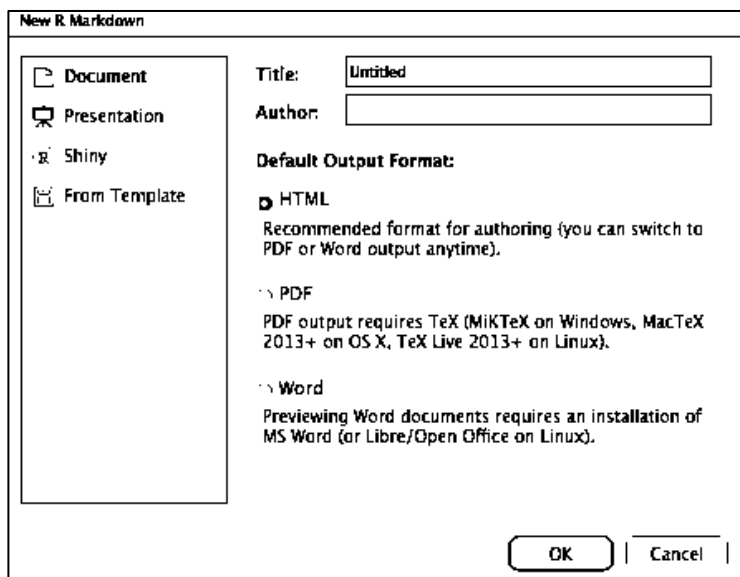 New R Markdown
Document
Presentation
Shiny
From Template
Title:
Untitled
Author:
Default Output Format:
HTML
Recommended format for authoring (you can switch to
PDF or Word output anytime).
PDF
PDF output requires TeX (MiKTeX on Windows, MacTeX
2013+ on OS X, TeX Live 2013+ on Linux).
Word
Previewing Word documents requires an installation of
MS Word (or Libre/Open Office on Linux).
OK
Cancel